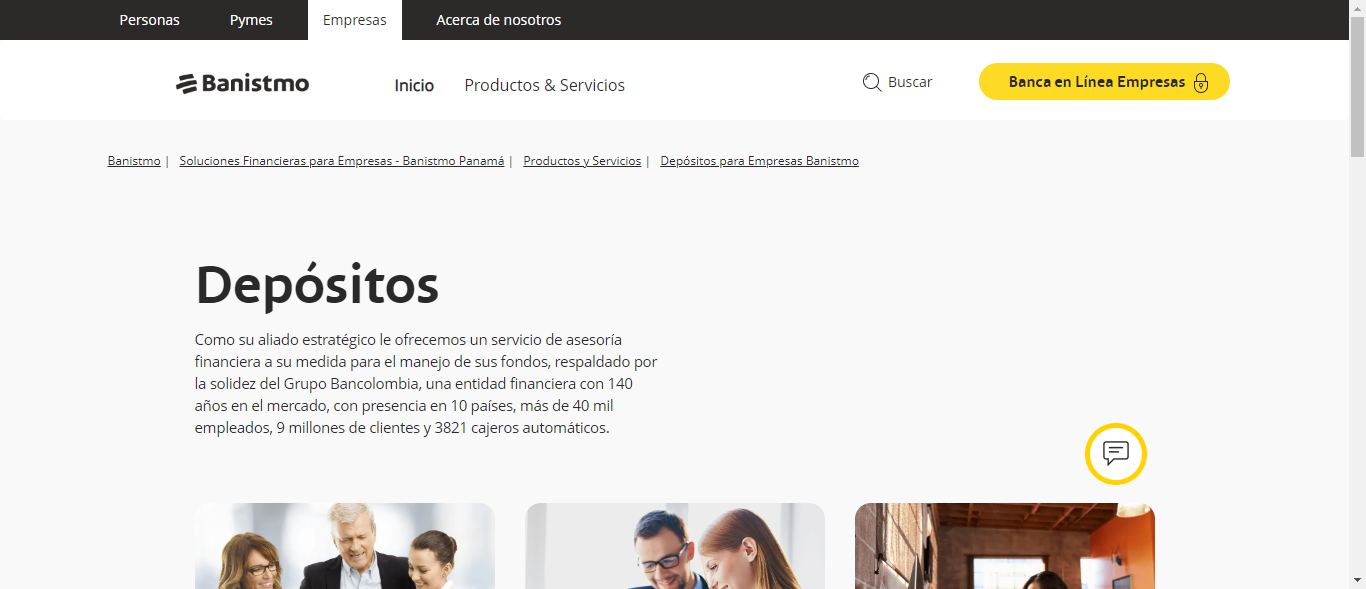 Personas Pymes Empresas Acerca de nosotros
Banistmo Inicio Productos & Servicios Buscar Banca en Línea Empresas
Banistmo | Soluciones Financieras para Empresas - Banistmo Panamá | Productos y Servicios | Depósitos para Empresas Banistmo
Depósitos
Como su aliado estratégico le ofrecemos un servicio de asesoría
financiera a su medida para el manejo de sus fondos, respaldado por
la solidez del Grupo Bancolombia, una entidad financiera con 140
años en el mercado, con presencia en 10 países, más de 40 mil
empleados, 9 millones de clientes y 3821 cajeros automáticos.